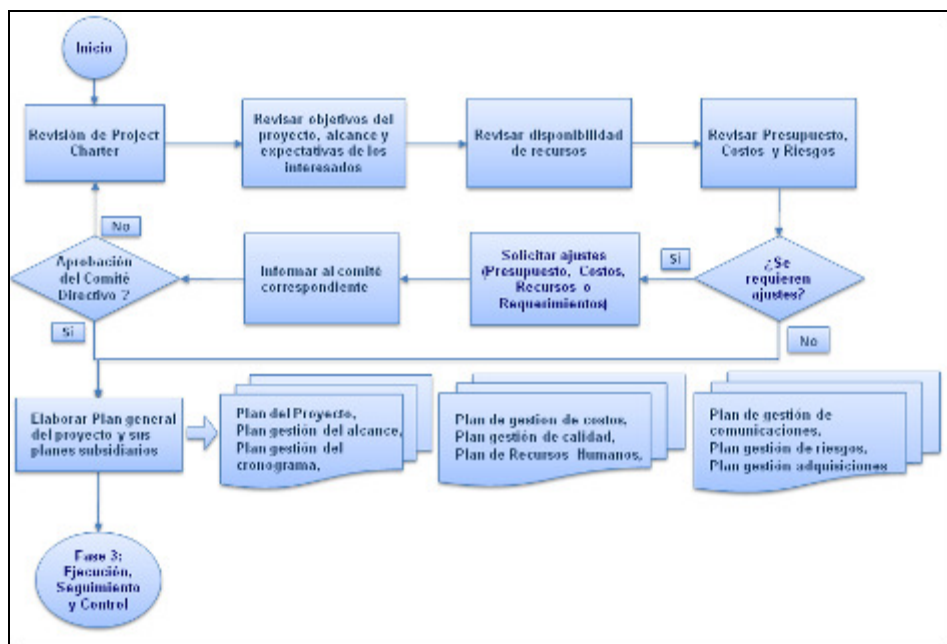 Inicio
Revisión de Project
Charter
Revisar objetivos del
proyecto, alcance y
expectativas de los
interesados
Revisar disponibilidad
de recursos
Revisar Presupuesto,
Costos y Riesgos
No
Aprobación
del Comité
Directivo ?
Informar al comité
correspondiente
Solicitar ajustes
(Presupuesto, Costos,
Recursos o
Requerimientos)
Si
¿Se
requieren
ajustes?
Si
No
Elaborar Plan general
del proyecto y sus
planes subsidiarios
Plan del Proyecto,
Plan gestión del alcance,
Plan gestión del
cronograma,
Plan de gestion de costos,
Plan gestión de calidad,
Plan de Recursos Humanos,
Plan de gestión de
comunicaciones,
Plan gestión de riesgos,
Plan gestión adquisiciones
Fase 3:
Ejecución,
Seguimiento
y Control